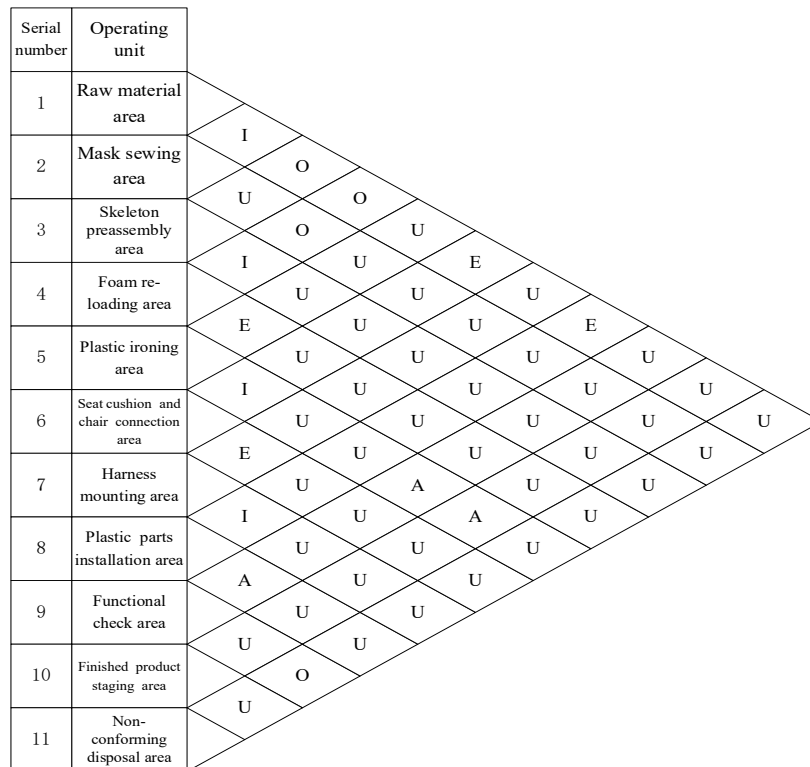 Serial number
Operating unit
1
Raw material
area
2
Mask sewing
area
3
Skeleton
preassembly
area
4
Foam re-
loading area
5
Plastic ironing
area
6
Seat cushion and
chair connection
area
7
Harness
mounting area
8
Plastic parts
installation area
9
Functional
check area
10
Finished product
staging area
11
Non-
conforming
disposal area
I
O
U O
O U
I U E
U U U
E U U E
U U U U
I U U U U
U U U U U
E U U U U
U A U U
I U A U
U U U
A U U
U U
U U
O
U